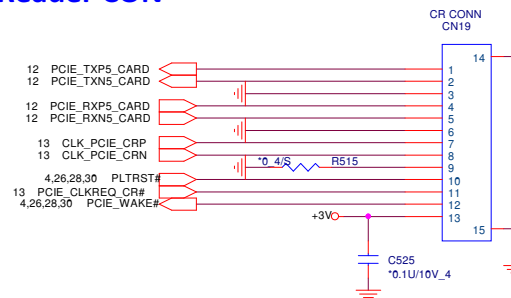 Reader CON
CR CONN
CN19
14
12 PCIE_TXP5_CARD 1
12 PCIE_TXN5_CARD 2
3
12 PCIE_RXP5_CARD 4
12 PCIE_RXN5_CARD 5
6
13 CLK_PCIE_CRP 7
13 CLK_PCIE_CRN 8
*0_4/S R515 9
4,26,28,30 PLTRST# 10
13 PCIE_CLKREQ_CR# 11
4,26,28,30 PCIE_WAKE# 12
+3V 13
15
C525
*0.1U/10V_4